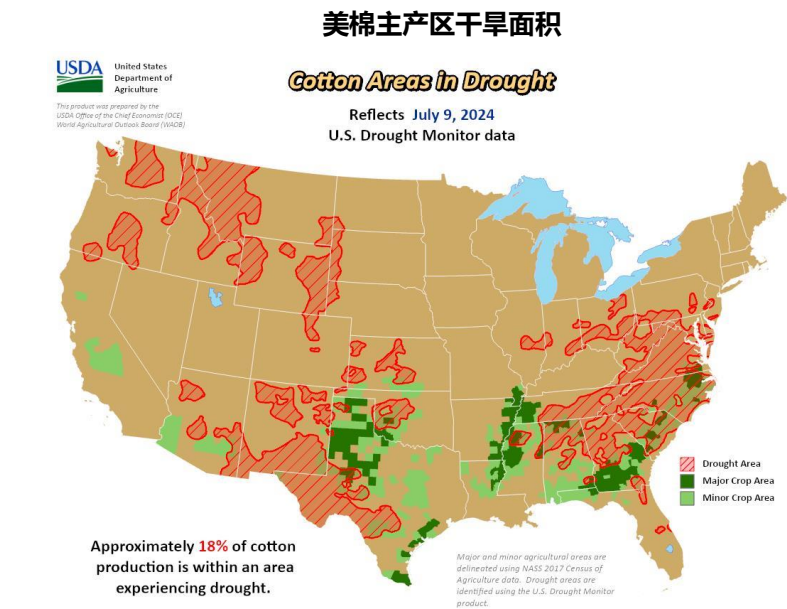 美棉主产区干旱面积
USDA
United States
Department of
Agriculture
This product was prepared by the
USDA Office of the Chief Economist (OCE)
World Agricultural Outlook Board (WAOB)
Cotton Areas in Drought
Reflects July 9, 2024
U.S. Drought Monitor data
Drought Area
Major Crop Area
Minor Crop Area
Approximately 18% of cotton
production is within an area
experiencing drought.
Major and minor agricultural areas are
delineated using NASS 2017 Census of
Agriculture data. Drought areas are
identified using the U.S. Drought Monitor
product.